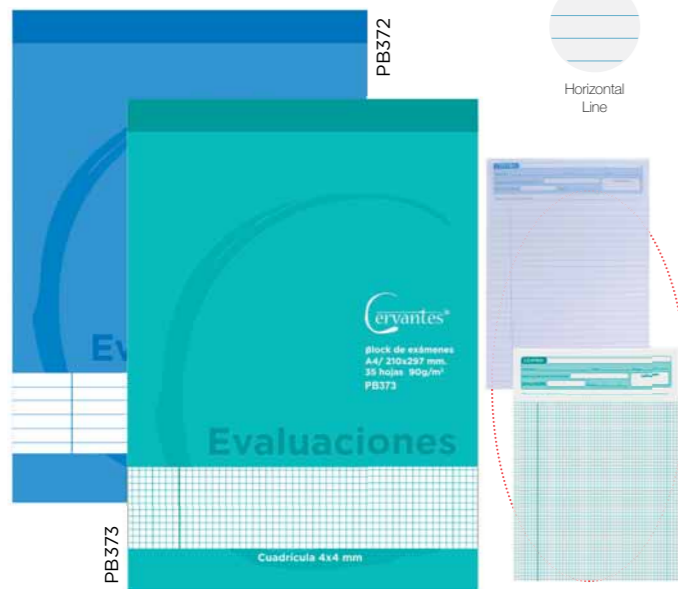 PB372
Horizontal
Line
Ev
Cervantes®
Block de exámenes
A4/ 210x297 mm.
35 hojas 90g/m²
PB373
Evaluaciones
Cuadrícula 4x4 mm
PB373